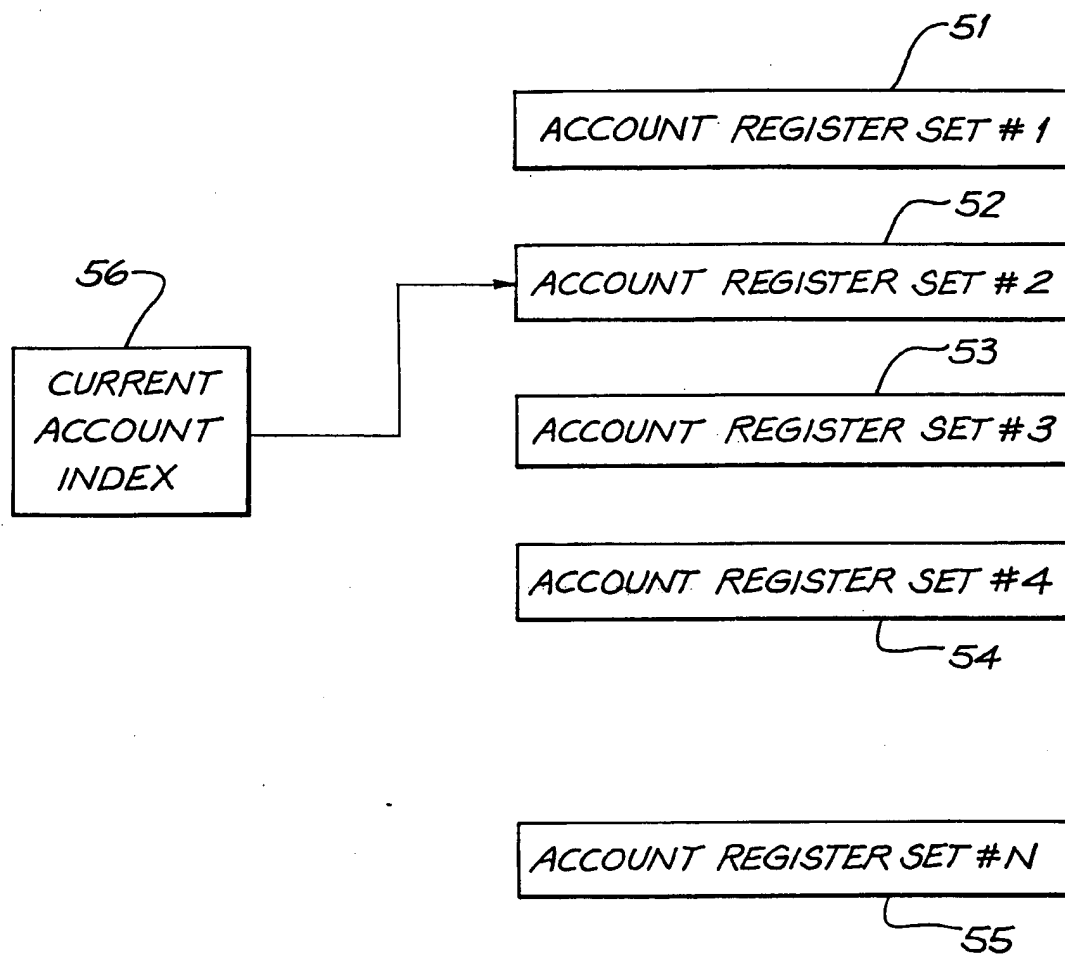 51
ACCOUNT REGISTER SET # 1
52
ACCOUNT REGISTER SET #2
56
CURRENT
ACCOUNT
INDEX
53
ACCOUNT REGISTER SET #3
ACCOUNT REGISTER SET #4
54
ACCOUNT REGISTER SET #N
55